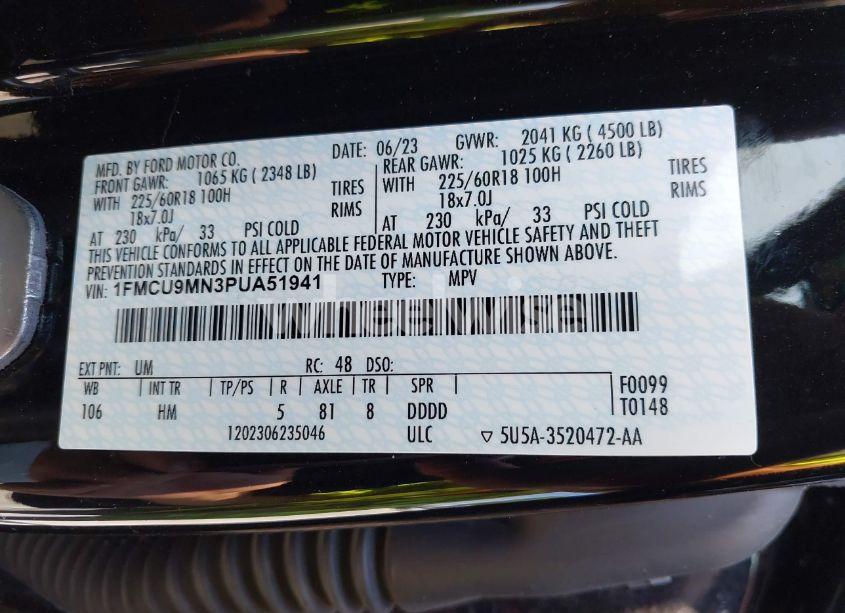 MFD. BY FORD MOTOR CO. DATE: 06/23 GVWR: 2041 KG ( 4500 LB)
FRONT GAWR: 1065 KG ( 2348 LB) REAR GAWR: 1025 KG ( 2260 LB)
WITH 225/60R18 100H TIRES WITH 225/60R18 100H TIRES
18x7.0J RIMS 18x7.0J RIMS
AT 230 kPa/ 33 PSI COLD AT 230 kPa/ 33 PSI COLD
THIS VEHICLE CONFORMS TO ALL APPLICABLE FEDERAL MOTOR VEHICLE SAFETY AND THEFT
PREVENTION STANDARDS IN EFFECT ON THE DATE OF MANUFACTURE SHOWN ABOVE.
VIN: 1FMCU9MN3PUA51941 TYPE: MPV
Wheelwise
EXT PNT: UM RC: 48 DSO:
WB INT TR TP/PS R AXLE TR SPR F0099
106 HM 5 81 8 DDDD T0148
1202306235046 ULC ▽ 5U5A-3520472-AA